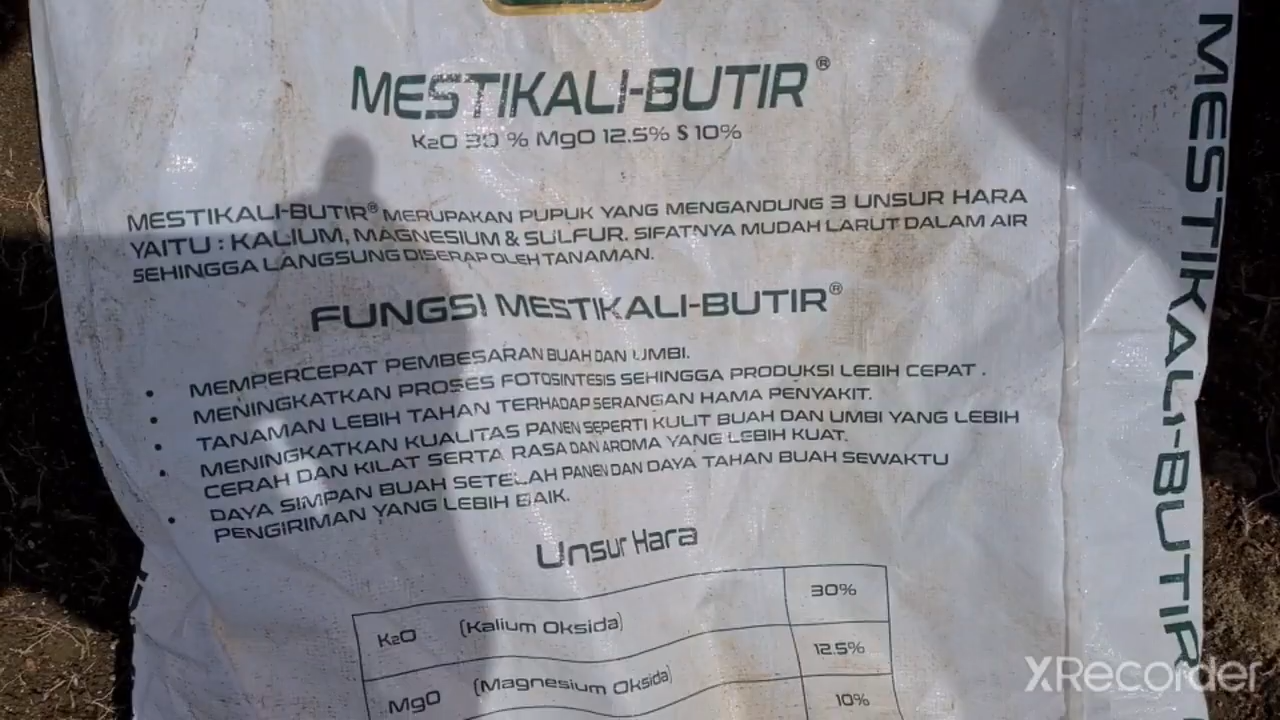 MESTIKALI-BUTIR®
K2O 30 % MgO 12.5% S 10%
MESTIKALI-BUTIR® MERUPAKAN PUPUK YANG MENGANDUNG 3 UNSUR HARA
YAITU : KALIUM, MAGNESIUM & SULFUR. SIFATNYA MUDAH LARUT DALAM AIR
SEHINGGA LANGSUNG DISERAP OLEH TANAMAN.
FUNGSI MESTIKALI-BUTIR®
• MEMPERCEPAT PEMBESARAN BUAH DAN UMBI.
• MENINGKATKAN PROSES FOTOSINTESIS SEHINGGA PRODUKSI LEBIH CEPAT .
• TANAMAN LEBIH TAHAN TERHADAP SERANGAN HAMA PENYAKIT.
• MENINGKATKAN KUALITAS PANEN SEPERTI KULIT BUAH DAN UMBI YANG LEBIH
CERAH DAN KILAT SERTA RASA DAN AROMA YANG LEBIH KUAT.
• DAYA SIMPAN BUAH SETELAH PANEN DAN DAYA TAHAN BUAH SEWAKTU
PENGIRIMAN YANG LEBIH BAIK.
Unsur Hara
K2O (Kalium Oksida) 30%
MgO (Magnesium Oksida) 12.5%
10%
MESTIKALI-BUTIR
XRecorder